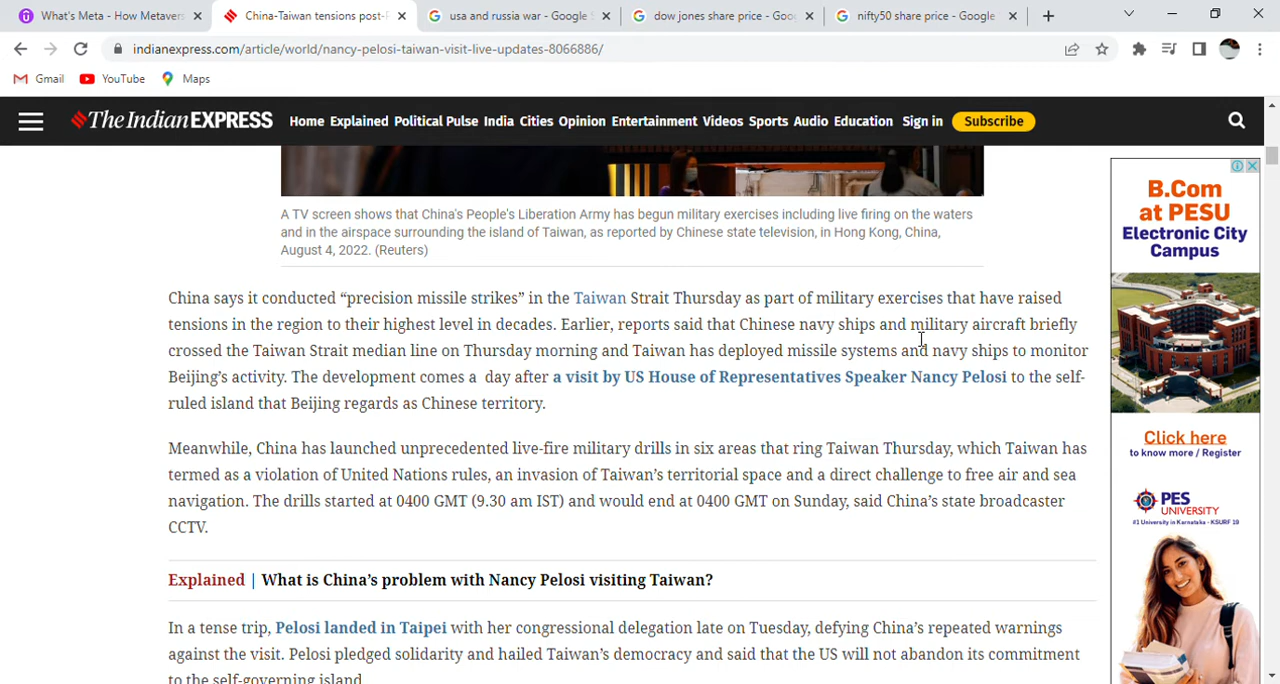 What's Meta - How Metavers
China-Taiwan tensions post-
usa and russia war - Google S
dow jones share price - Goo
nifty50 share price - Google
indianexpress.com/article/world/nancy-pelosi-taiwan-visit-live-updates-8066886/
Gmail YouTube Maps
The Indian EXPRESS
Home Explained Political Pulse India Cities Opinion Entertainment Videos Sports Audio Education Sign in Subscribe
A TV screen shows that China's People's Liberation Army has begun military exercises including live firing on the waters
and in the airspace surrounding the island of Taiwan, as reported by Chinese state television, in Hong Kong, China,
August 4, 2022. (Reuters)
China says it conducted “precision missile strikes” in the Taiwan Strait Thursday as part of military exercises that have raised
tensions in the region to their highest level in decades. Earlier, reports said that Chinese navy ships and military aircraft briefly
crossed the Taiwan Strait median line on Thursday morning and Taiwan has deployed missile systems and navy ships to monitor
Beijing’s activity. The development comes a day after a visit by US House of Representatives Speaker Nancy Pelosi to the self-
ruled island that Beijing regards as Chinese territory.
Meanwhile, China has launched unprecedented live-fire military drills in six areas that ring Taiwan Thursday, which Taiwan has
termed as a violation of United Nations rules, an invasion of Taiwan’s territorial space and a direct challenge to free air and sea
navigation. The drills started at 0400 GMT (9.30 am IST) and would end at 0400 GMT on Sunday, said China’s state broadcaster
CCTV.
Explained | What is China’s problem with Nancy Pelosi visiting Taiwan?
In a tense trip, Pelosi landed in Taipei with her congressional delegation late on Tuesday, defying China’s repeated warnings
against the visit. Pelosi pledged solidarity and hailed Taiwan’s democracy and said that the US will not abandon its commitment
to the self-governing island.
B.Com
at PESU
Electronic City
Campus
Click here
to know more / Register
PES
UNIVERSITY
#1 University in Karnataka - KSURF 19